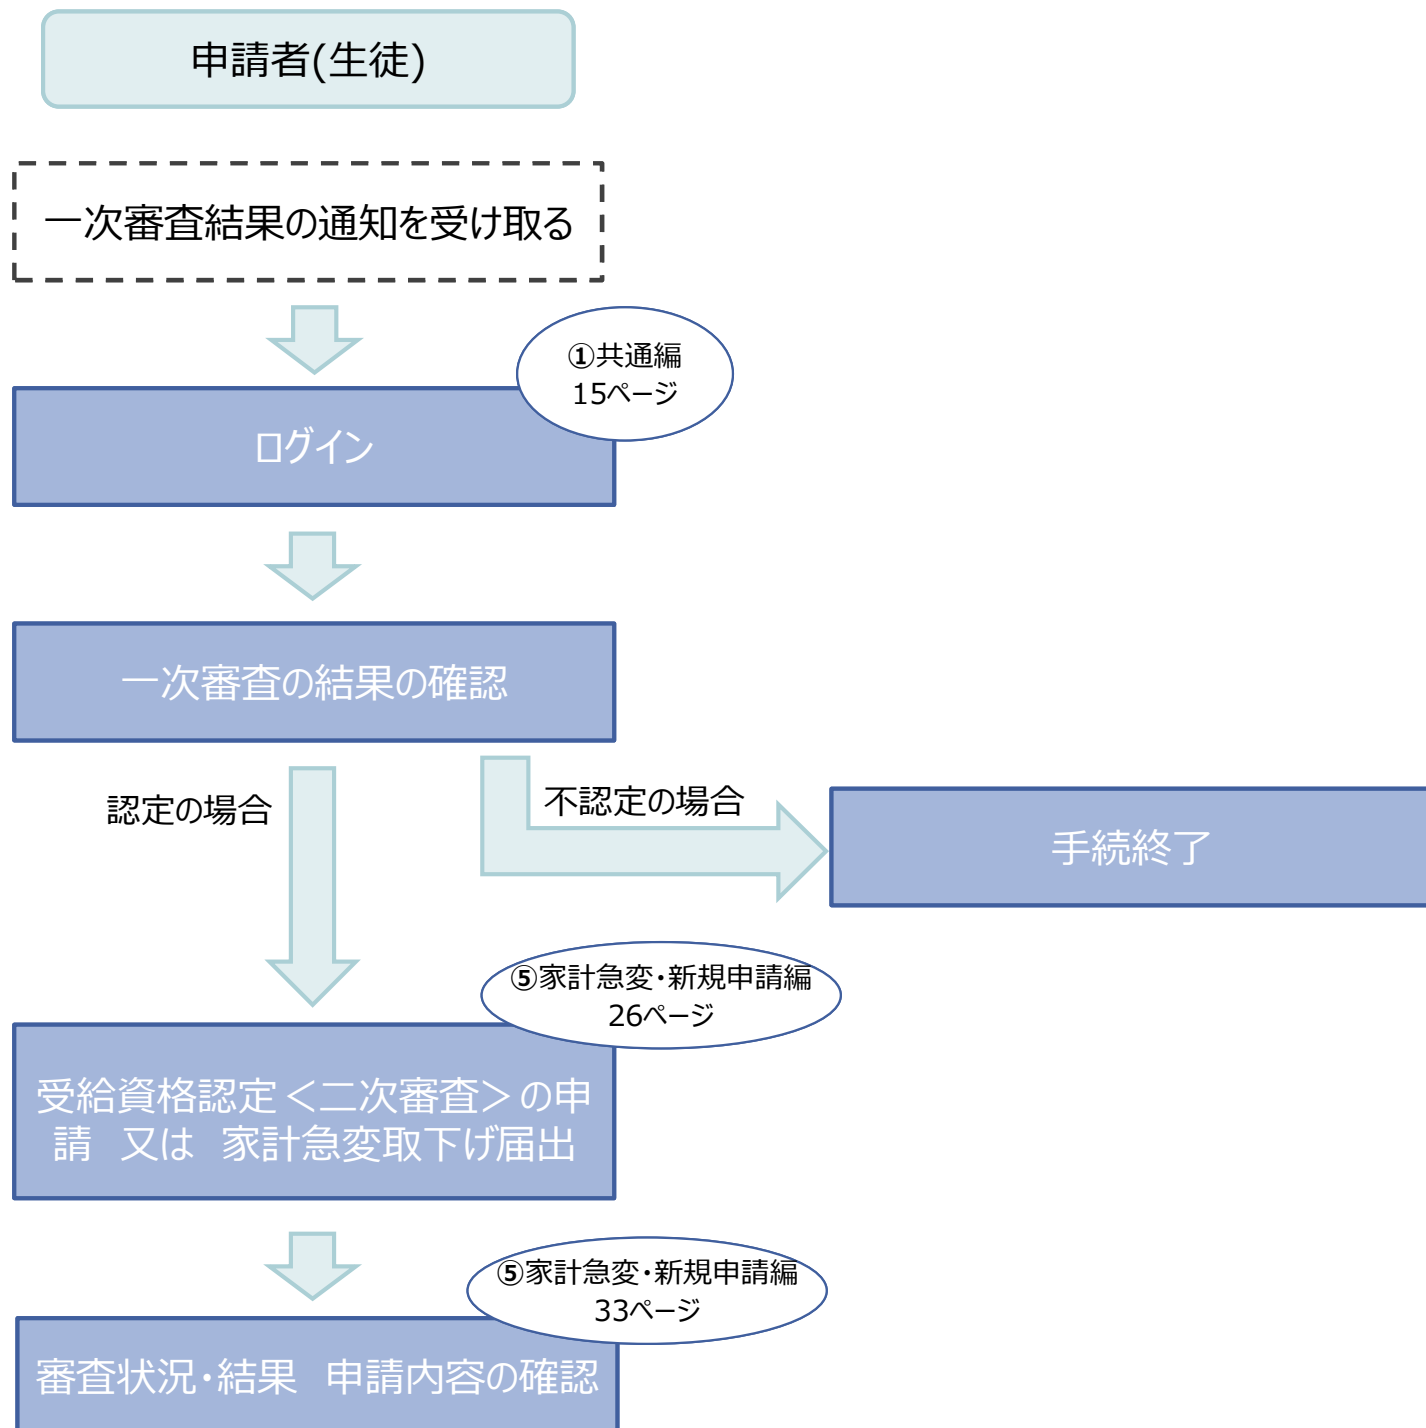 申請者(生徒)
一次審査結果の通知を受け取る
①共通編
15ページ
ログイン
一次審査の結果の確認
認定の場合
不認定の場合
手続終了
⑤家計急変・新規申請編
26ページ
受給資格認定＜二次審査＞の申
請　又は　家計急変取下げ届出
⑤家計急変・新規申請編
33ページ
審査状況・結果　申請内容の確認